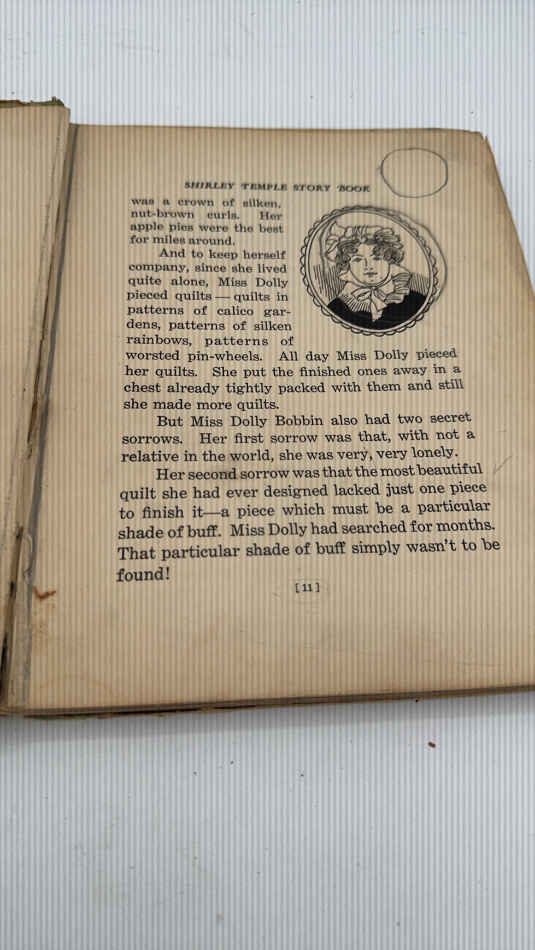 SHIRLEY TEMPLE STORY BOOK
was a crown of silken,
nut-brown curls. Her
apple pies were the best
for miles around.
And to keep herself
company, since she lived
quite alone, Miss Dolly
pieced quilts — quilts in
patterns of calico gar-
dens, patterns of silken
rainbows, patterns of
worsted pin-wheels. All day Miss Dolly pieced
her quilts. She put the finished ones away in a
chest already tightly packed with them and still
she made more quilts.
But Miss Dolly Bobbin also had two secret
sorrows. Her first sorrow was that, with not a
relative in the world, she was very, very lonely.
Her second sorrow was that the most beautiful
quilt she had ever designed lacked just one piece
to finish it—a piece which must be a particular
shade of buff. Miss Dolly had searched for months.
That particular shade of buff simply wasn't to be
found!
[ 11 ]